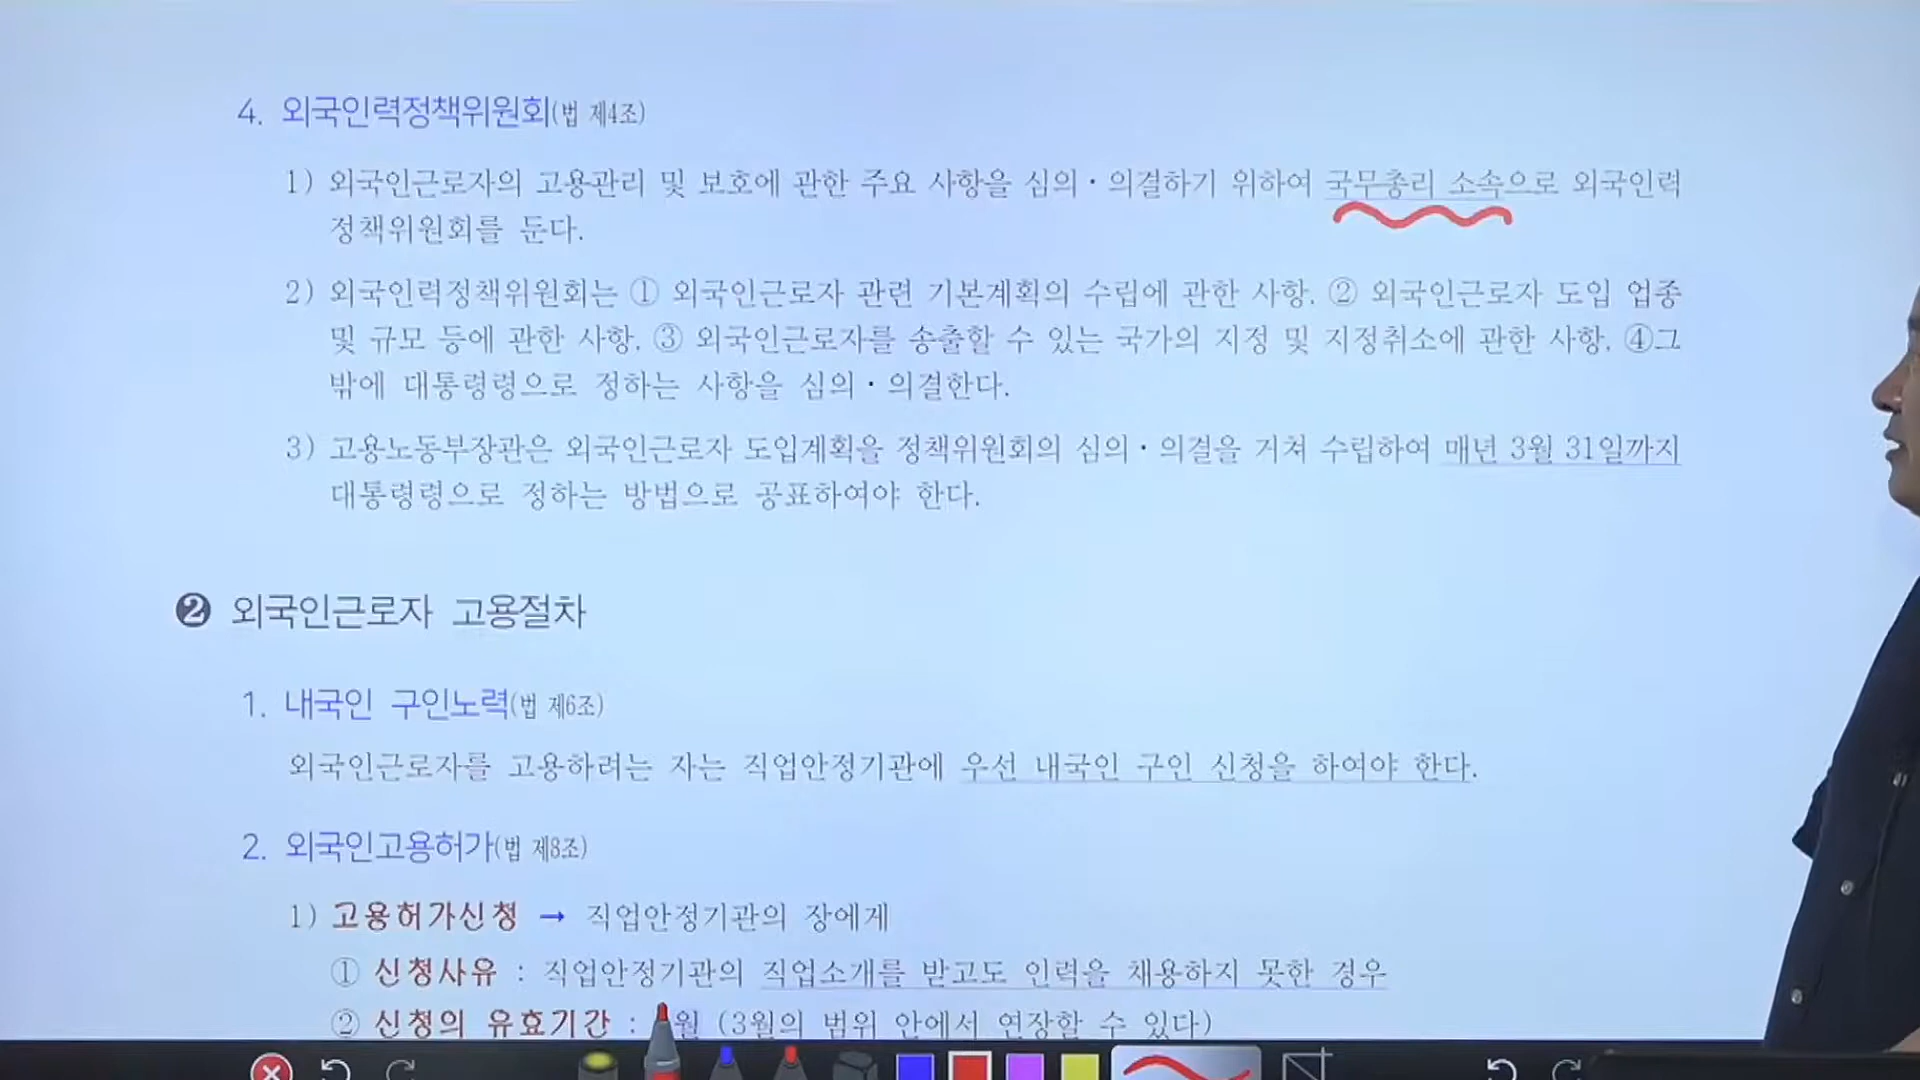 4. 외국인력정책위원회(법 제4조)
1) 외국인근로자의 고용관리 및 보호에 관한 주요 사항을 심의·의결하기 위하여 국무총리 소속으로 외국인력
정책위원회를 둔다.
2) 외국인력정책위원회는 ① 외국인근로자 관련 기본계획의 수립에 관한 사항. ② 외국인근로자 도입 업종
및 규모 등에 관한 사항. ③ 외국인근로자를 송출할 수 있는 국가의 지정 및 지정취소에 관한 사항. ④그
밖에 대통령령으로 정하는 사항을 심의·의결한다.
3) 고용노동부장관은 외국인근로자 도입계획을 정책위원회의 심의·의결을 거쳐 수립하여 매년 3월 31일까지
대통령령으로 정하는 방법으로 공표하여야 한다.
❷ 외국인근로자 고용절차
1. 내국인 구인노력(법 제6조)
외국인근로자를 고용하려는 자는 직업안정기관에 우선 내국인 구인 신청을 하여야 한다.
2. 외국인고용허가(법 제8조)
1) 고용허가신청 → 직업안정기관의 장에게
① 신청사유 : 직업안정기관의 직업소개를 받고도 인력을 채용하지 못한 경우
② 신청의 유효기간 : 월 (3월의 범위 안에서 연장할 수 있다)